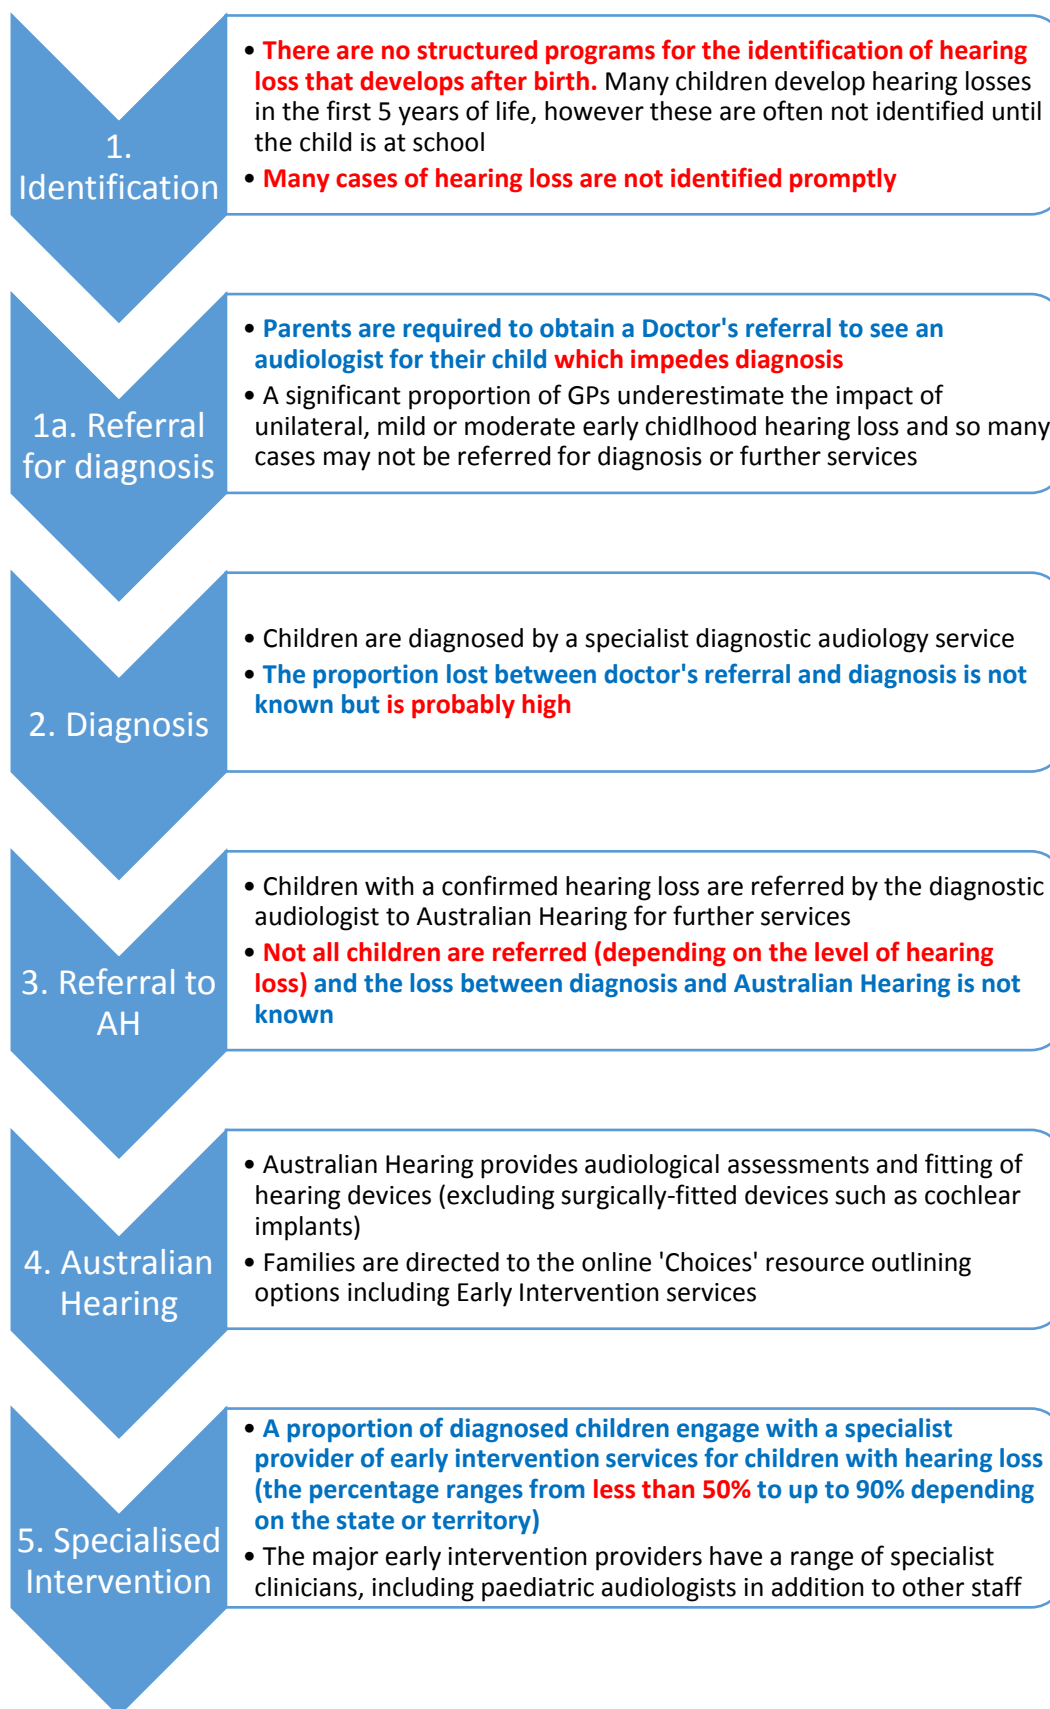 1.
Identification
• There are no structured programs for the identification of hearing
loss that develops after birth. Many children develop hearing losses
in the first 5 years of life, however these are often not identified until
the child is at school
• Many cases of hearing loss are not identified promptly
1a. Referral
for diagnosis
• Parents are required to obtain a Doctor's referral to see an
audiologist for their child which impedes diagnosis
• A significant proportion of GPs underestimate the impact of
unilateral, mild or moderate early chidlhood hearing loss and so many
cases may not be referred for diagnosis or further services
2. Diagnosis
• Children are diagnosed by a specialist diagnostic audiology service
• The proportion lost between doctor's referral and diagnosis is not
known but is probably high
3. Referral to
AH
• Children with a confirmed hearing loss are referred by the diagnostic
audiologist to Australian Hearing for further services
• Not all children are referred (depending on the level of hearing
loss) and the loss between diagnosis and Australian Hearing is not
known
4. Australian
Hearing
• Australian Hearing provides audiological assessments and fitting of
hearing devices (excluding surgically-fitted devices such as cochlear
implants)
• Families are directed to the online 'Choices' resource outlining
options including Early Intervention services
5. Specialised
Intervention
• A proportion of diagnosed children engage with a specialist
provider of early intervention services for children with hearing loss
(the percentage ranges from less than 50% to up to 90% depending
on the state or territory)
• The major early intervention providers have a range of specialist
clinicians, including paediatric audiologists in addition to other staff